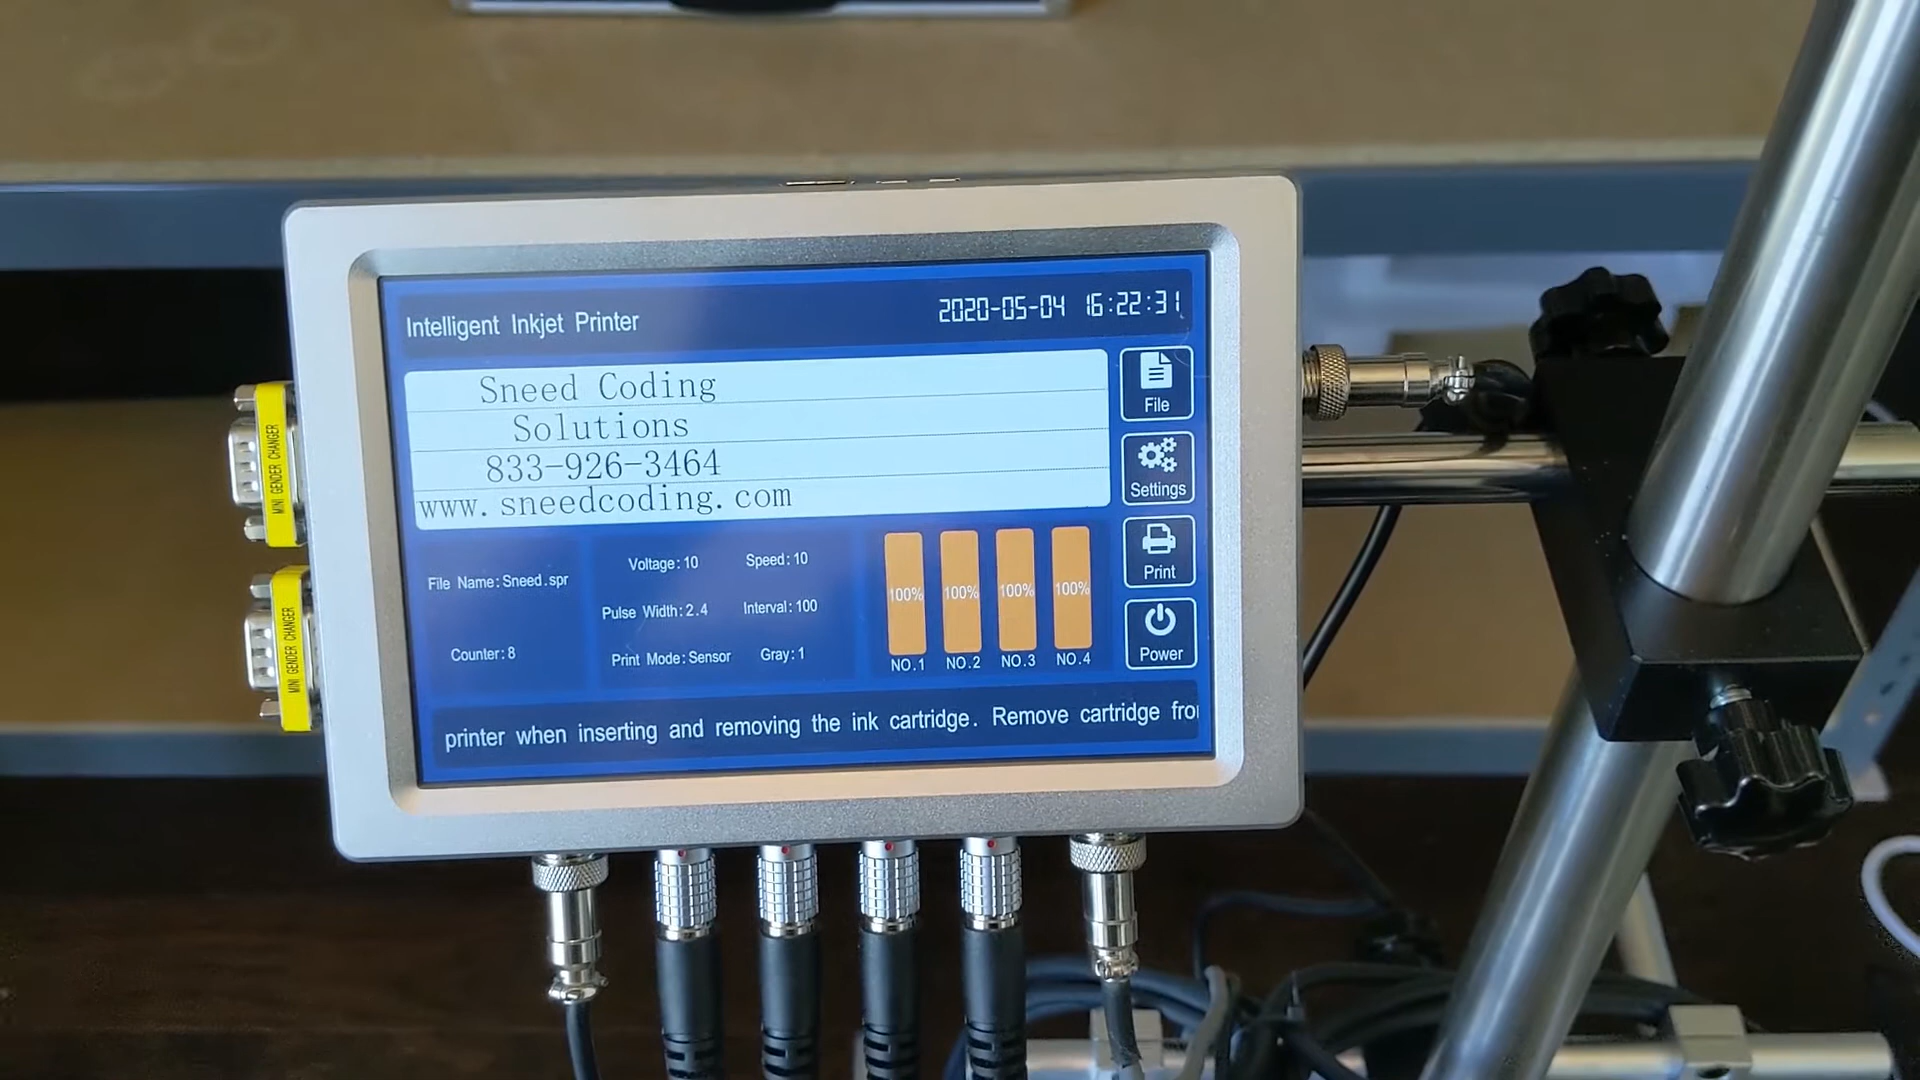 Intelligent Inkjet Printer
2020-05-04 16:22:31
Sneed Coding
Solutions
833-926-3464
www.sneedcoding.com
File
Settings
Print
Power
File Name:Sneed.spr
Counter:8
Voltage:10
Speed:10
Pulse Width:2.4
Interval:100
Print Mode:Sensor
Gray:1
100% 100% 100% 100%
NO.1 NO.2 NO.3 NO.4
printer when inserting and removing the ink cartridge. Remove cartridge fro
MINI GENDER CHANGER
MINI GENDER CHANGER